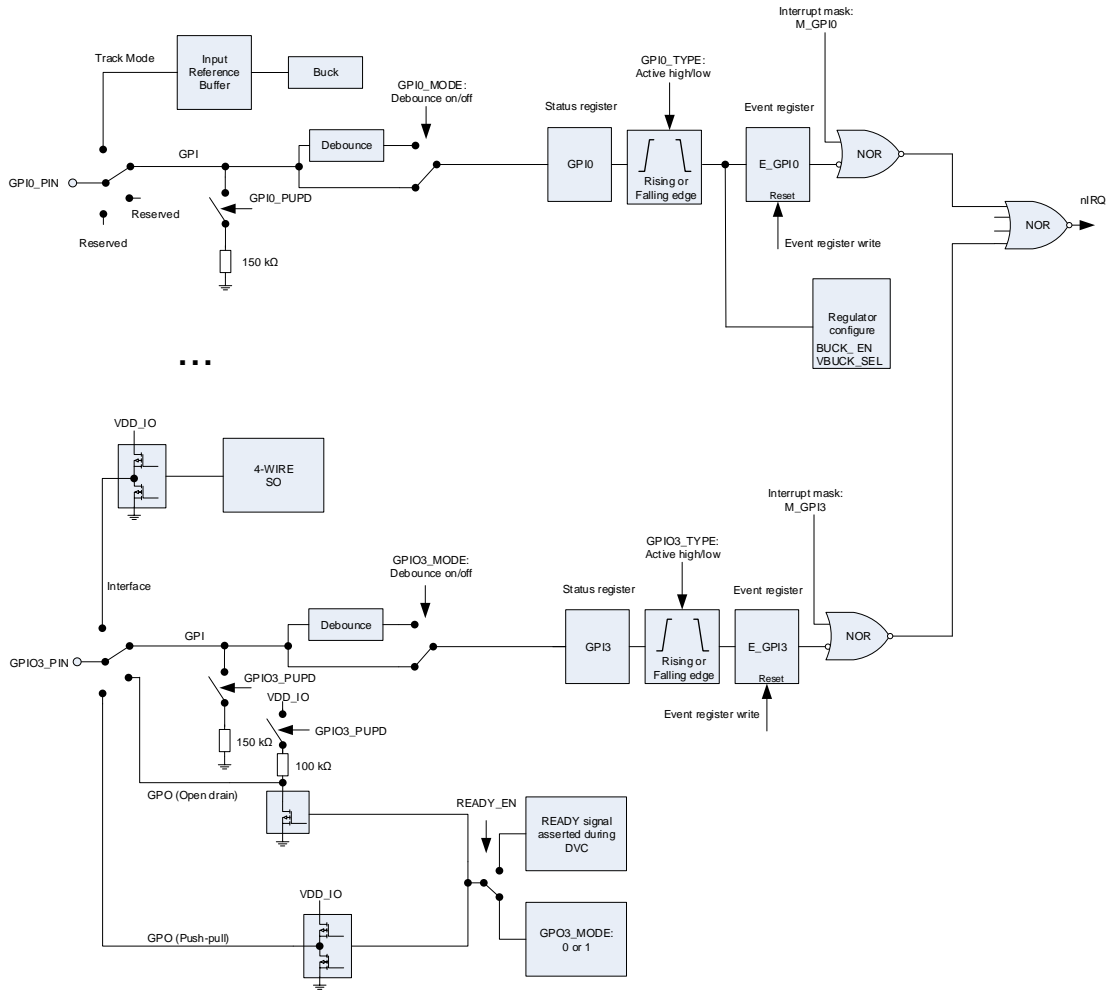 Interrupt mask:
M_GPI0
Track Mode
Input
Reference
Buffer
Buck
GPI0_MODE:
Debounce on/off
GPI0_TYPE:
Active high/low
Status register
Event register
GPI
Debounce
GPI0
Rising or
Falling edge
E_GPI0
Reset
NOR
GPI0_PIN
Reserved
Reserved
GPI0_PUPD
150 kΩ
Event register write
NOR
nIRQ
Regulator
configure
BUCK_EN
VBUCK_SEL
...
VDD_IO
4-WIRE
SO
Interface
Interrupt mask:
M_GPI3
GPIO3_MODE:
Debounce on/off
GPIO3_TYPE:
Active high/low
Status register
Event register
GPI
Debounce
GPI3
Rising or
Falling edge
E_GPI3
Reset
NOR
GPIO3_PIN
GPIO3_PUPD
VDD_IO
GPIO3_PUPD
150 kΩ
100 kΩ
Event register write
GPO (Open drain)
READY_EN
READY signal
asserted during
DVC
VDD_IO
GPO (Push-pull)
GPO3_MODE:
0 or 1